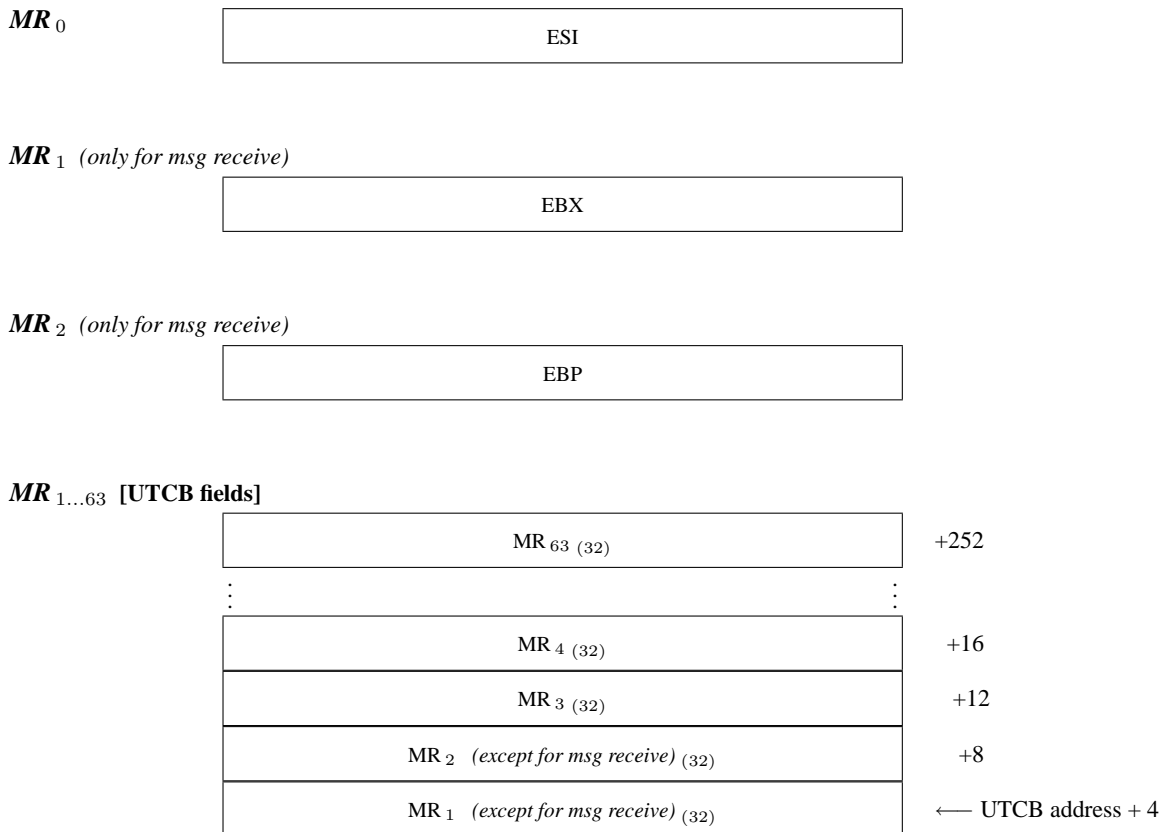 MR 0
ESI
MR 1 (only for msg receive)
EBX
MR 2 (only for msg receive)
EBP
MR 1...63 [UTCB fields]
MR 63 (32) +252
⋮ ⋮
MR 4 (32) +16
MR 3 (32) +12
MR 2 (except for msg receive) (32) +8
MR 1 (except for msg receive) (32) ←— UTCB address + 4